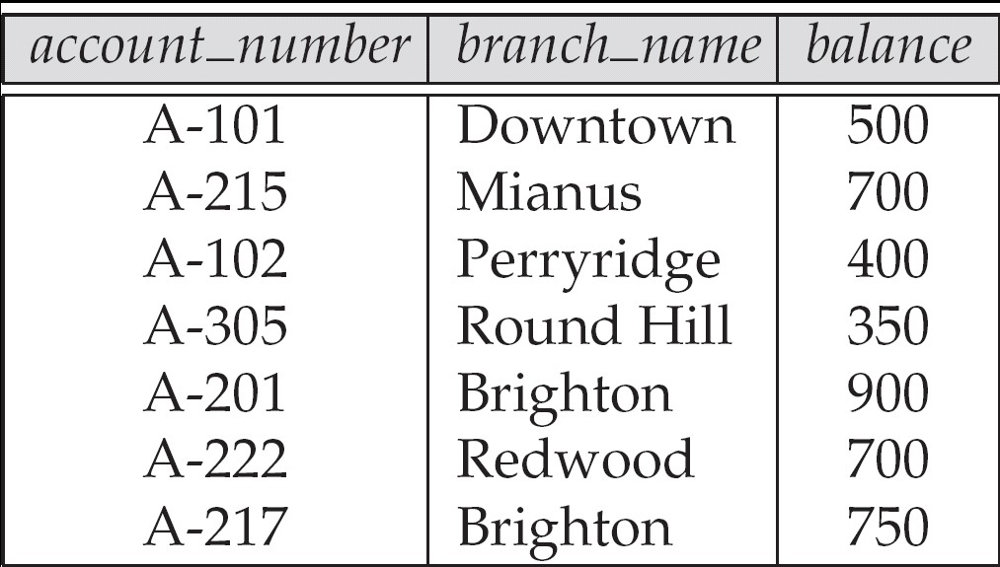 account_number branch_name balance
A-101 Downtown 500
A-215 Mianus 700
A-102 Perryridge 400
A-305 Round Hill 350
A-201 Brighton 900
A-222 Redwood 700
A-217 Brighton 750